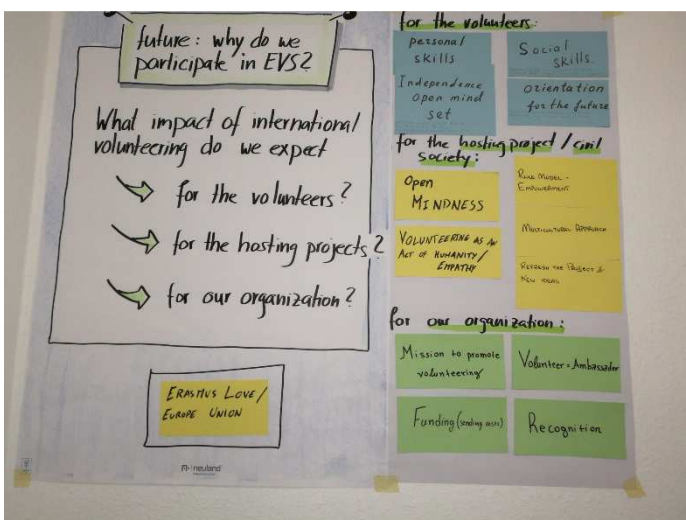 future: why do we
participate in EVS?
What impact of international
volunteering do we expect
for the volunteers?
for the hosting projects?
for our organization?
ERASMUS LOVE/
EUROPE UNION
neuland
for the volunteers:
personal
skills
Social
skills
Independence
open mind
set
orientation
for the future
for the hosting project / civil
society:
Open
MINDNESS
ROLE MODEL -
EMPOWERMENT
VOLUNTEERING AS AN
ACT OF HUMANITY/
EMPATHY
MULTICULTURAL APPROACH
REFRESH THE PROJECT &
NEW IDEAS
for our organization:
Mission to promote
volunteering
Volunteer = Ambassador
Funding (sending costs)
Recognition